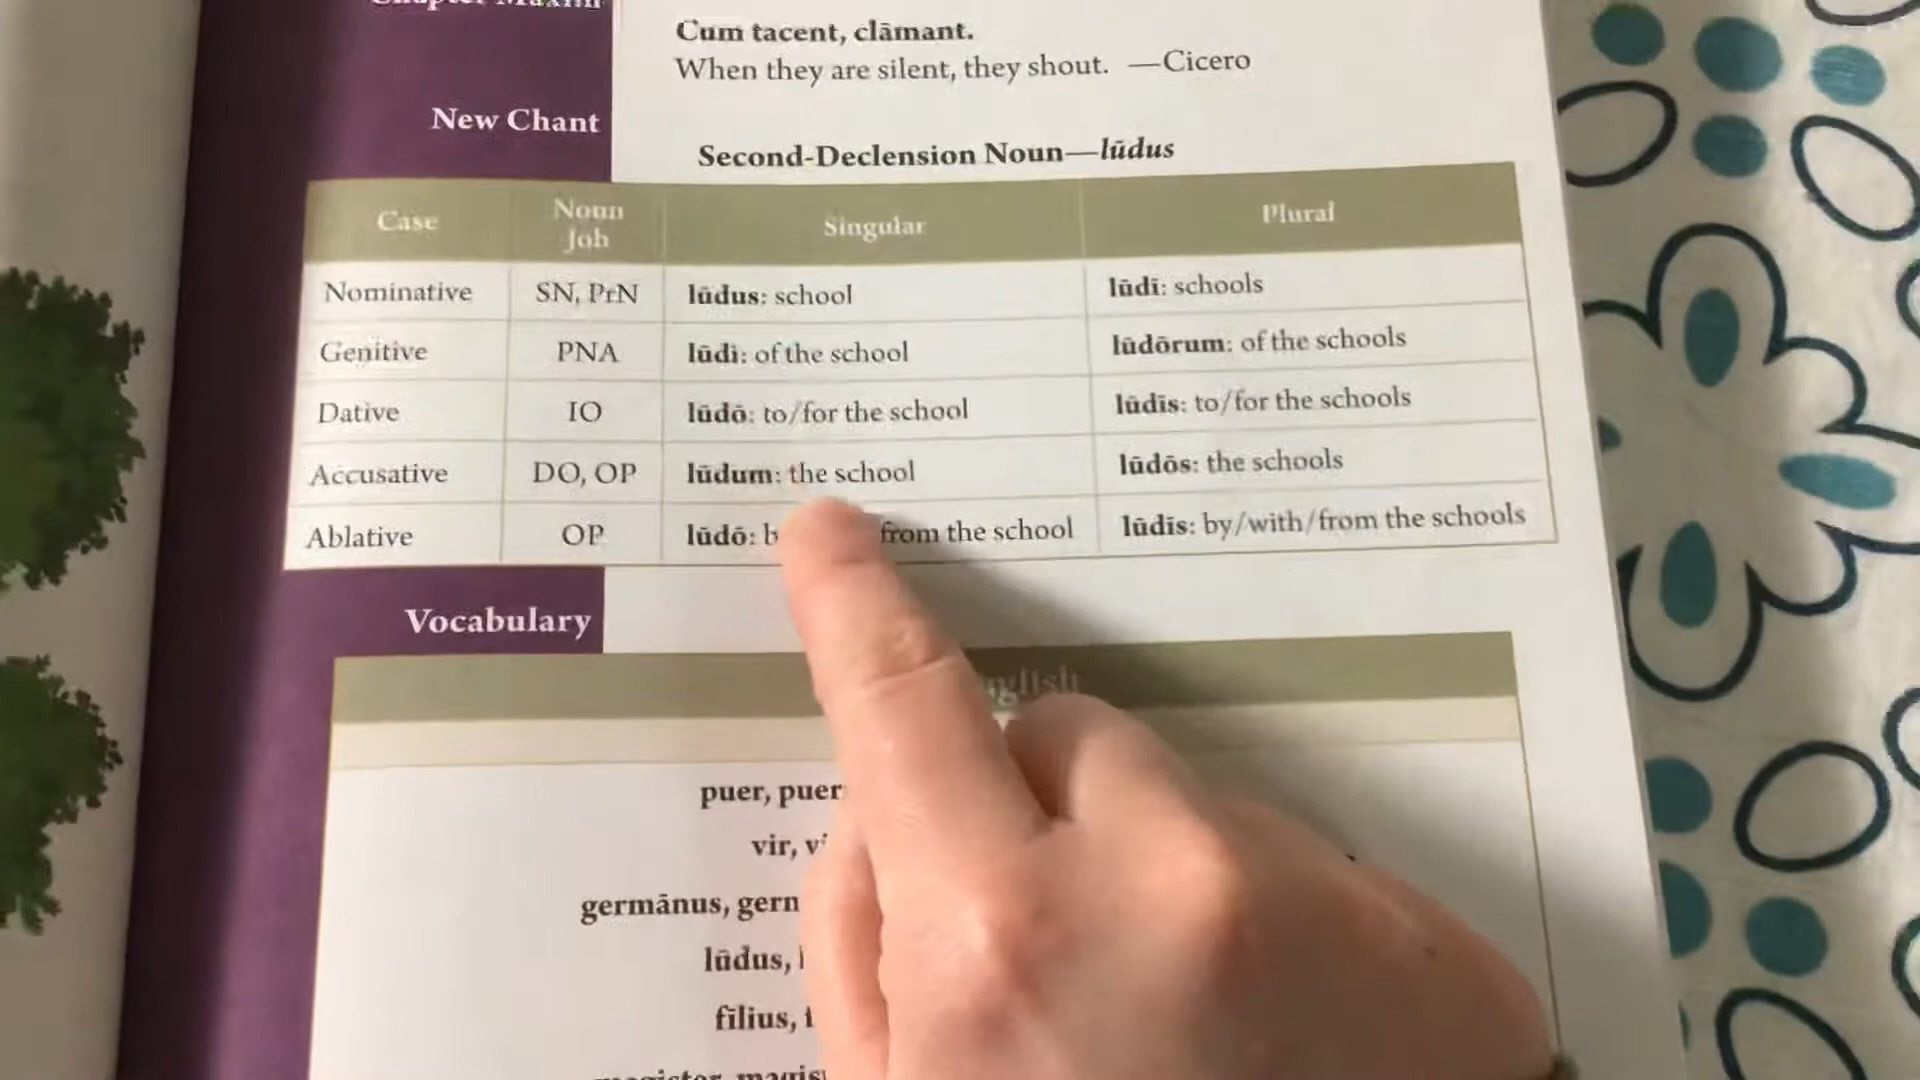 Chapter Maxim
Cum tacent, clāmant.
When they are silent, they shout. —Cicero
New Chant
Second-Declension Noun—lūdus
Case Noun Job Singular Plural
Nominative SN, PrN lūdus: school lūdī: schools
Genitive PNA lūdī: of the school lūdōrum: of the schools
Dative IO lūdō: to/for the school lūdīs: to/for the schools
Accusative DO, OP lūdum: the school lūdōs: the schools
Ablative OP lūdō: from the school lūdīs: by/with/from the schools
Vocabulary
puer, puer
vir,
germānus, germ
lūdus,
fīlius,